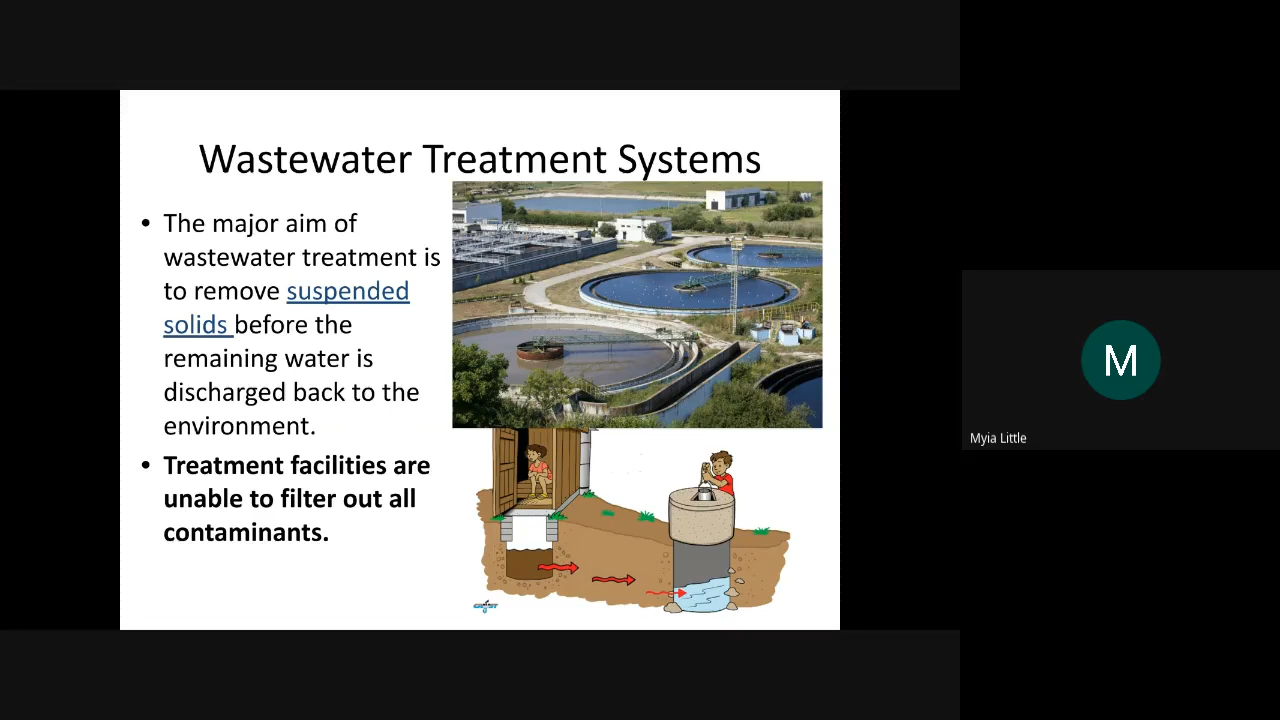 Wastewater Treatment Systems
• The major aim of
wastewater treatment is
to remove suspended
solids before the
remaining water is
discharged back to the
environment.
• Treatment facilities are
unable to filter out all
contaminants.
M
Myia Little